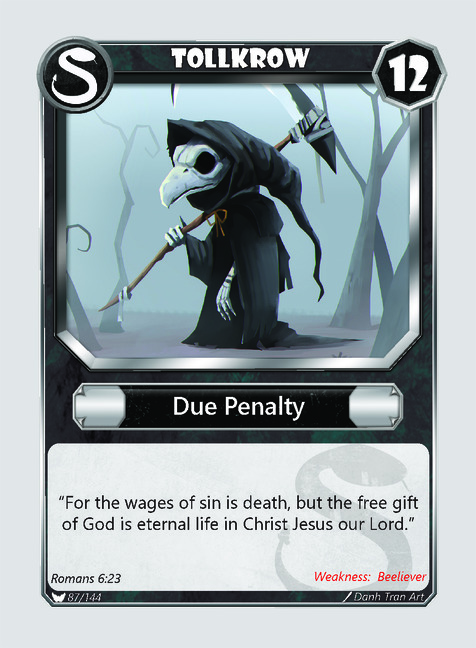 TOLLKROW
12
Due Penalty
“For the wages of sin is death, but the free gift
of God is eternal life in Christ Jesus our Lord.”
Romans 6:23
Weakness: Beeliever
87/144
Danh Tran Art